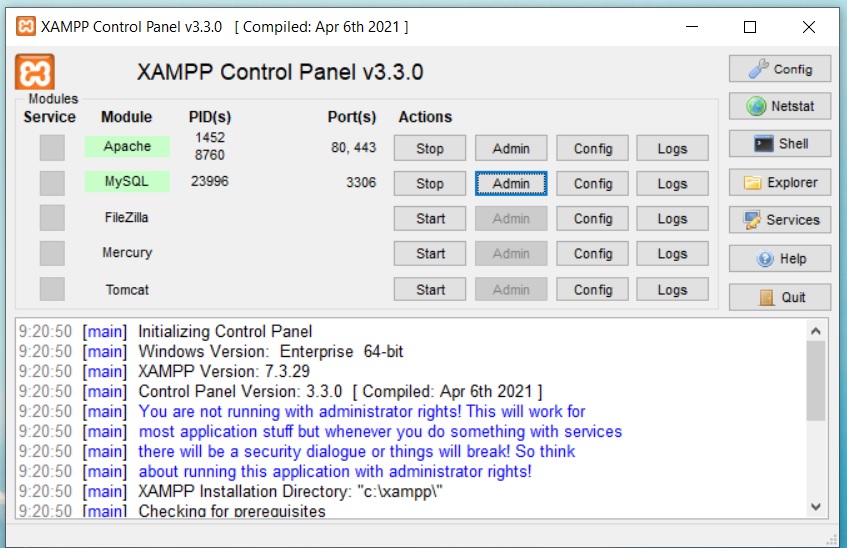 XAMPP Control Panel v3.3.0 [ Compiled: Apr 6th 2021 ]
XAMPP Control Panel v3.3.0
Config
Modules
Service Module PID(s) Port(s) Actions
Netstat
Apache 1452 8760 80, 443 Stop Admin Config Logs
Shell
MySQL 23996 3306 Stop Admin Config Logs
Explorer
FileZilla Start Admin Config Logs
Services
Mercury Start Admin Config Logs
Help
Tomcat Start Admin Config Logs
Quit
9:20:50 [main] Initializing Control Panel
9:20:50 [main] Windows Version: Enterprise 64-bit
9:20:50 [main] XAMPP Version: 7.3.29
9:20:50 [main] Control Panel Version: 3.3.0 [ Compiled: Apr 6th 2021 ]
9:20:50 [main] You are not running with administrator rights! This will work for
9:20:50 [main] most application stuff but whenever you do something with services
9:20:50 [main] there will be a security dialogue or things will break! So think
9:20:50 [main] about running this application with administrator rights!
9:20:50 [main] XAMPP Installation Directory: "c:\xampp\"
9:20:50 [main] Checking for prerequisites